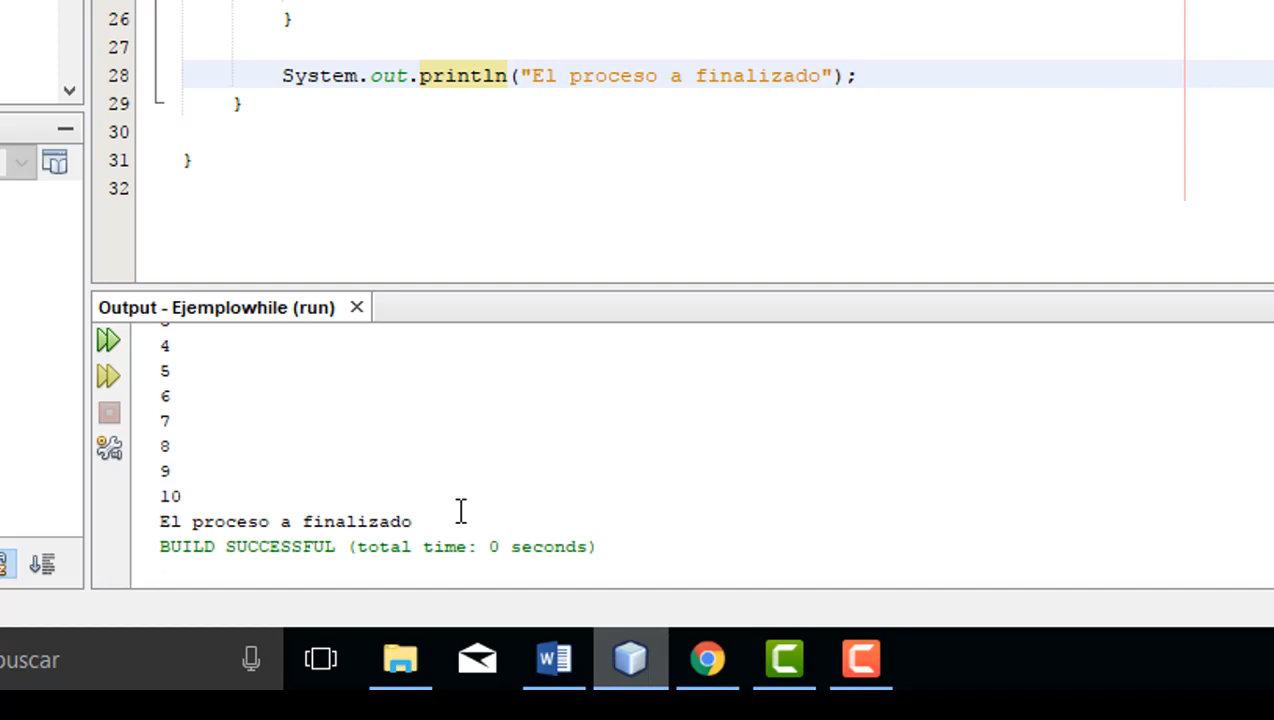 26 }
27
28 System.out.println("El proceso a finalizado");
29 }
30
31 }
32
Output - Ejemplowhile (run)
4
5
6
7
8
9
10
El proceso a finalizado
BUILD SUCCESSFUL (total time: 0 seconds)
buscar